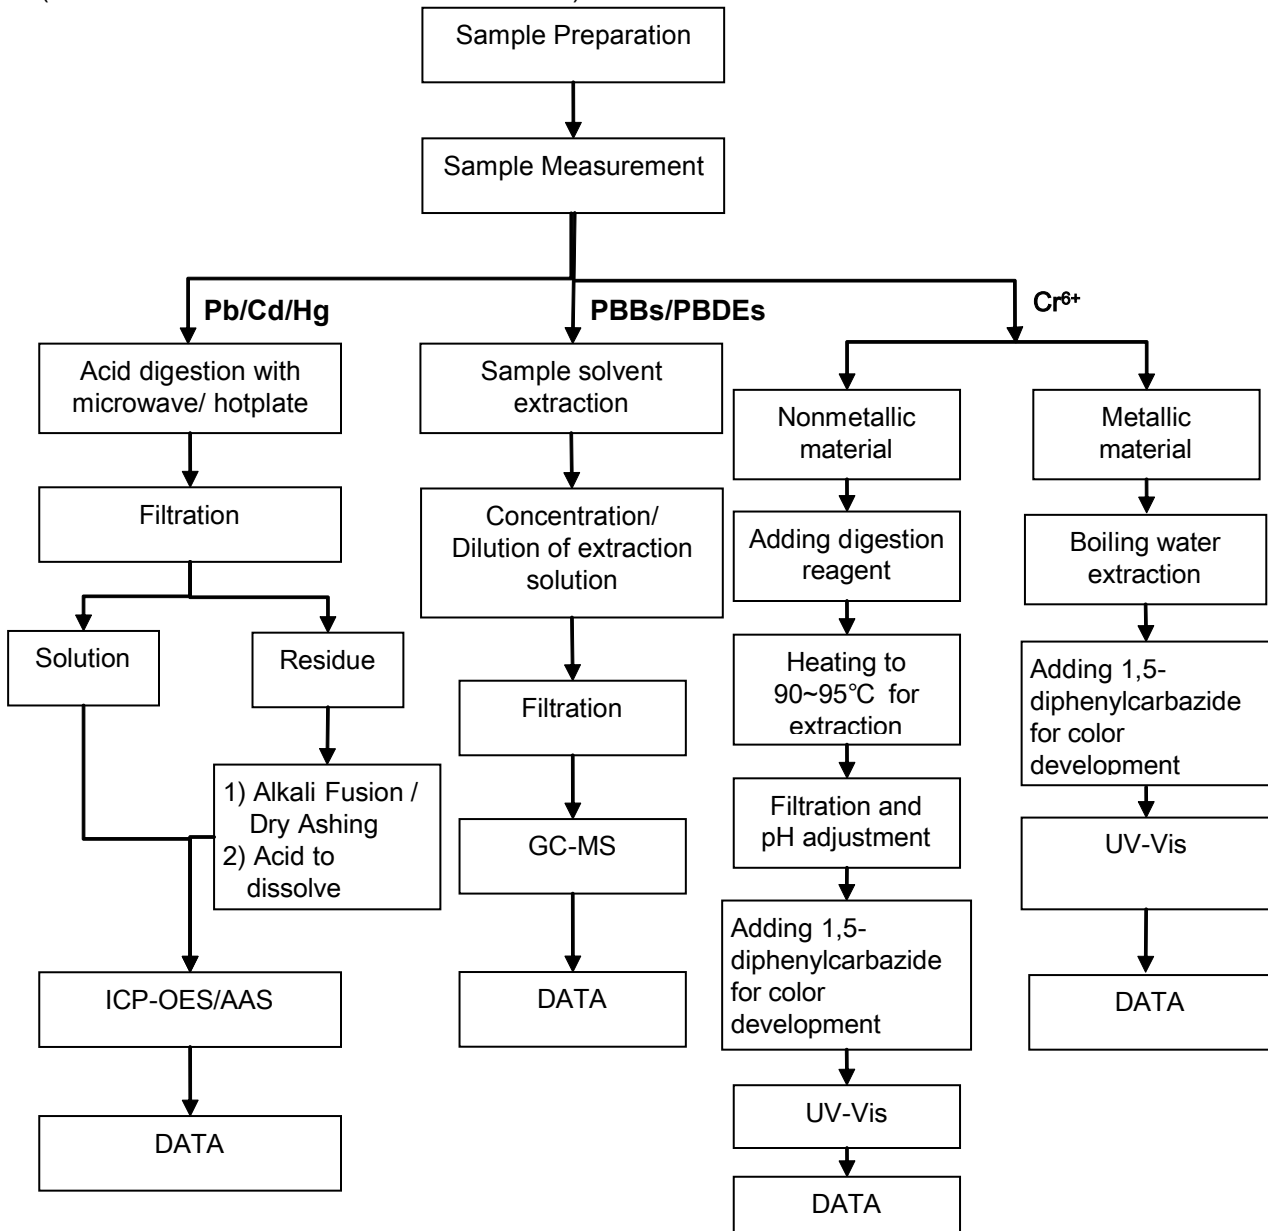 Sample Preparation
Sample Measurement
Pb/Cd/Hg
PBBs/PBDEs
Cr⁶⁺
Acid digestion with
microwave/ hotplate
Filtration
Solution
Residue
1) Alkali Fusion /
Dry Ashing
2) Acid to
dissolve
ICP-OES/AAS
DATA
Sample solvent
extraction
Concentration/
Dilution of extraction
solution
Filtration
GC-MS
DATA
Nonmetallic
material
Adding digestion
reagent
Heating to
90~95℃ for
extraction
Filtration and
pH adjustment
Adding 1,5-
diphenylcarbazide
for color
development
UV-Vis
DATA
Metallic
material
Boiling water
extraction
Adding 1,5-
diphenylcarbazide
for color
development
UV-Vis
DATA